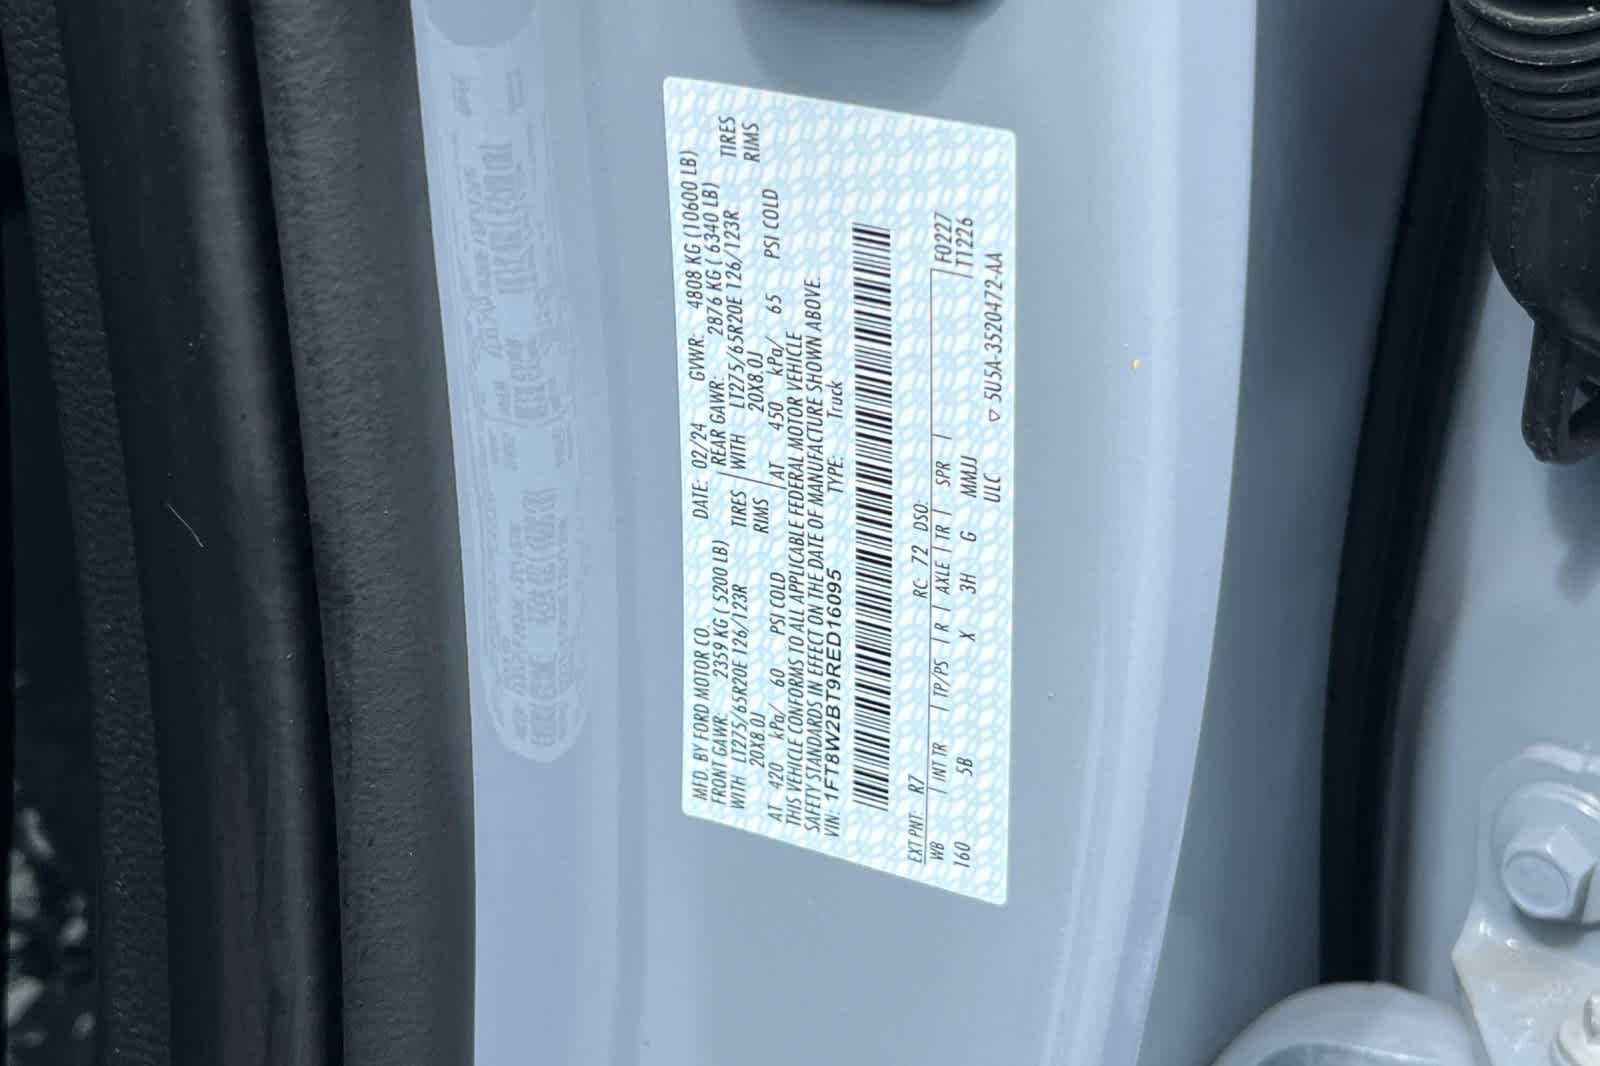 MFD. BY FORD MOTOR CO. DATE: 02/24 GVWR: 4808 KG (10600 LB)
FRONT GAWR: 2359 KG ( 5200 LB) REAR GAWR: 2876 KG ( 6340 LB)
WITH LT275/65R20E 126/123R TIRES WITH LT275/65R20E 126/123R TIRES
20X8.0J RIMS 20X8.0J RIMS
AT 420 kPa/ 60 PSI COLD AT 450 kPa/ 65 PSI COLD
THIS VEHICLE CONFORMS TO ALL APPLICABLE FEDERAL MOTOR VEHICLE
SAFETY STANDARDS IN EFFECT ON THE DATE OF MANUFACTURE SHOWN ABOVE.
VIN: 1FT8W2BT9RED16095 TYPE: Truck
EXT PNT: R7 RC: 72 DSO: F0227
WB | INT TR | TP/PS | R | AXLE | TR | SPR | T1226
160 5B X 3H G MMJJ
ULC ▽ 5U5A-3520472-AA